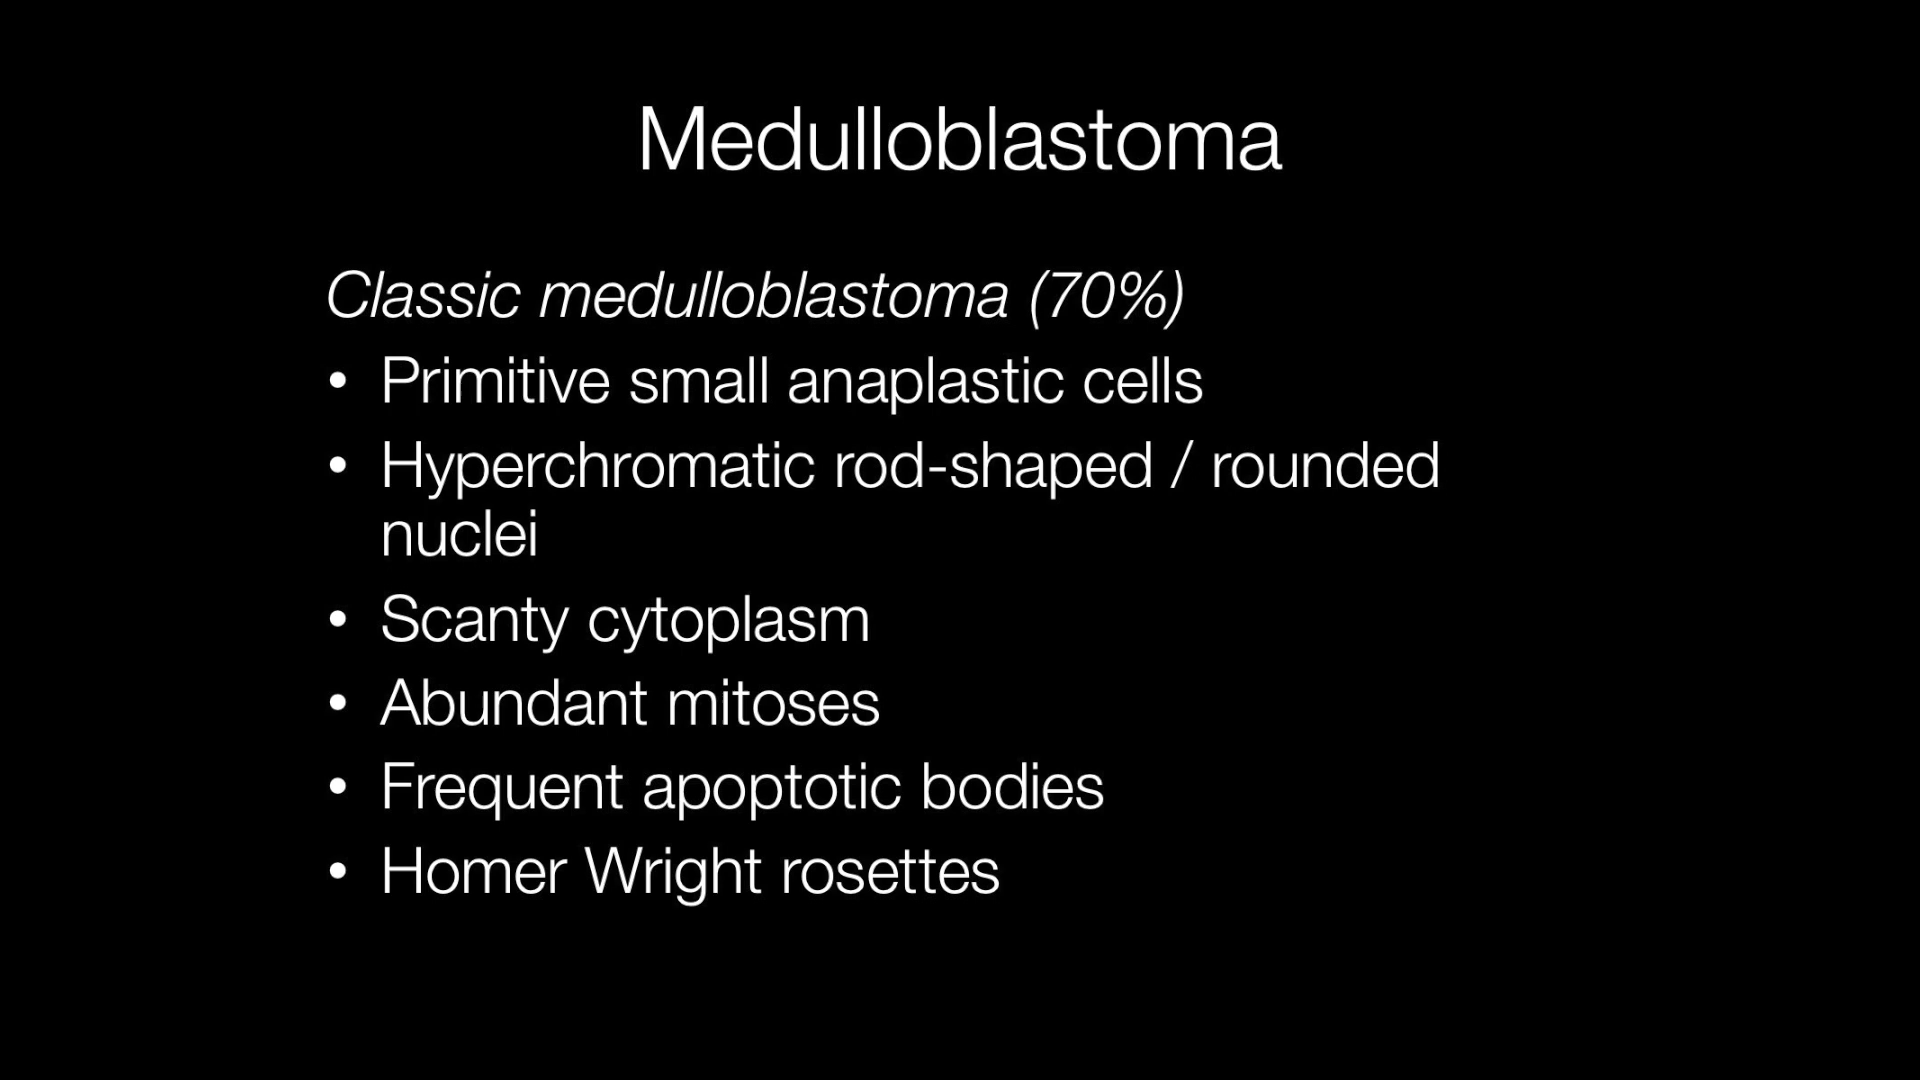 Medulloblastoma
Classic medulloblastoma (70%)
• Primitive small anaplastic cells
• Hyperchromatic rod-shaped / rounded
nuclei
• Scanty cytoplasm
• Abundant mitoses
• Frequent apoptotic bodies
• Homer Wright rosettes